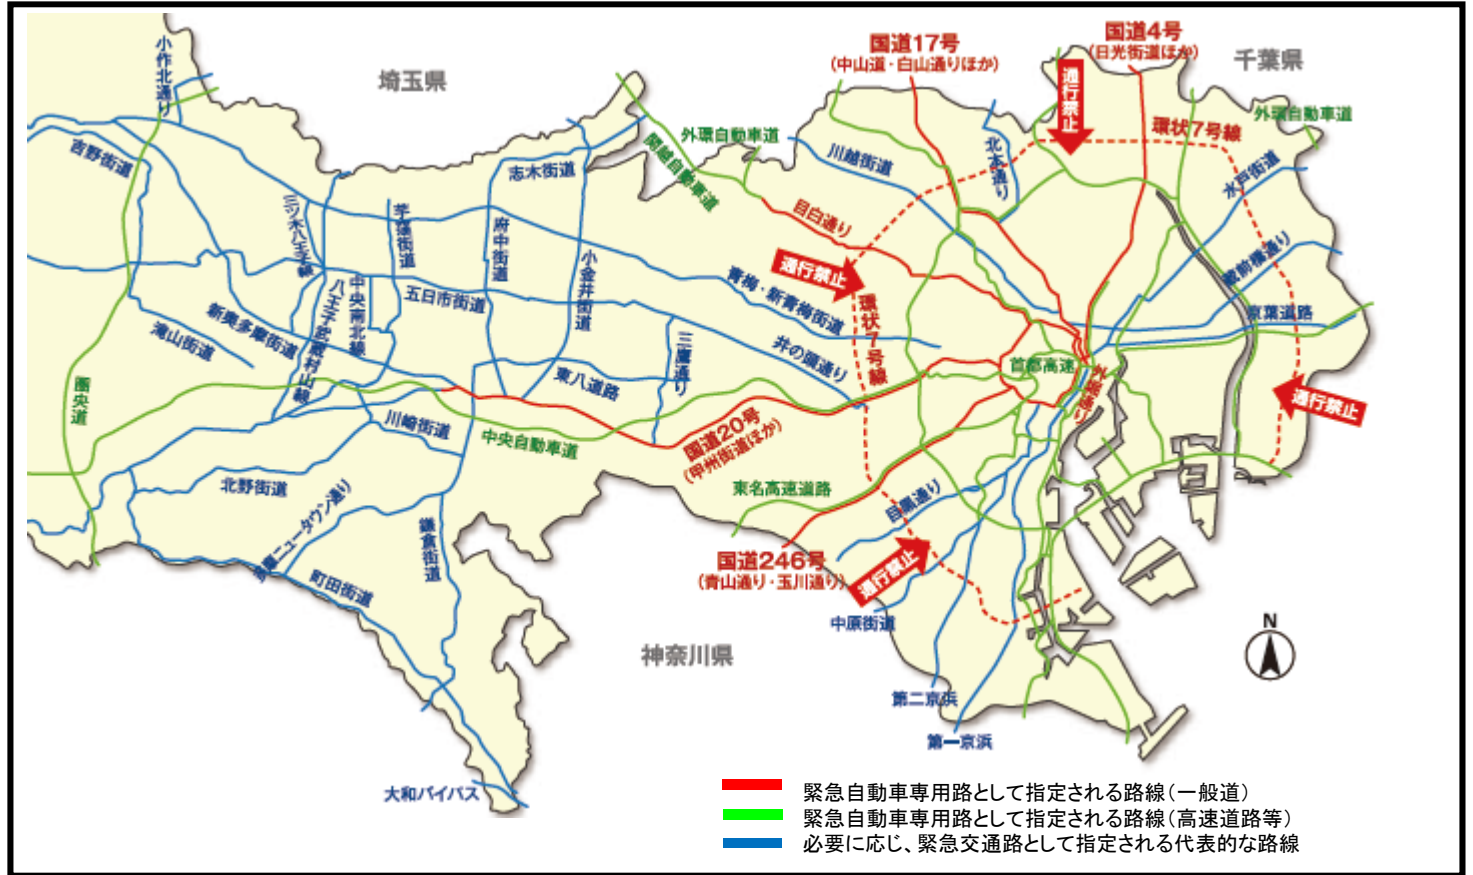 国道17号
(中山道・白山通りほか)
国道4号
(日光街道ほか)
千葉県
小作北通り
埼玉県
通行禁止
外環自動車道
環状7号線
外環自動車道
関越自動車道
吉野街道
志木街道
川越街道
北本通り
水戸街道
三ツ木八王子線
芋窪街道
府中街道
目白通り
小金井街道
蔵前橋通り
通行禁止
青梅・新青梅街道
中央南北線
五日市街道
八王子武蔵村山線
新奥多摩街道
滝山街道
環状7号線
京葉道路
井の頭通り
三鷹通り
首都高速
外堀通り
東八道路
圏央道
通行禁止
川崎街道
中央自動車道
国道20号
(甲州街道ほか)
北野街道
東名高速道路
目黒通り
多摩ニュータウン通り
鎌倉街道
町田街道
国道246号
(青山通り・玉川通り)
通行禁止
中原街道
神奈川県
N
第二京浜
第一京浜
大和バイパス
緊急自動車専用路として指定される路線(一般道)
緊急自動車専用路として指定される路線(高速道路等)
必要に応じ、緊急交通路として指定される代表的な路線